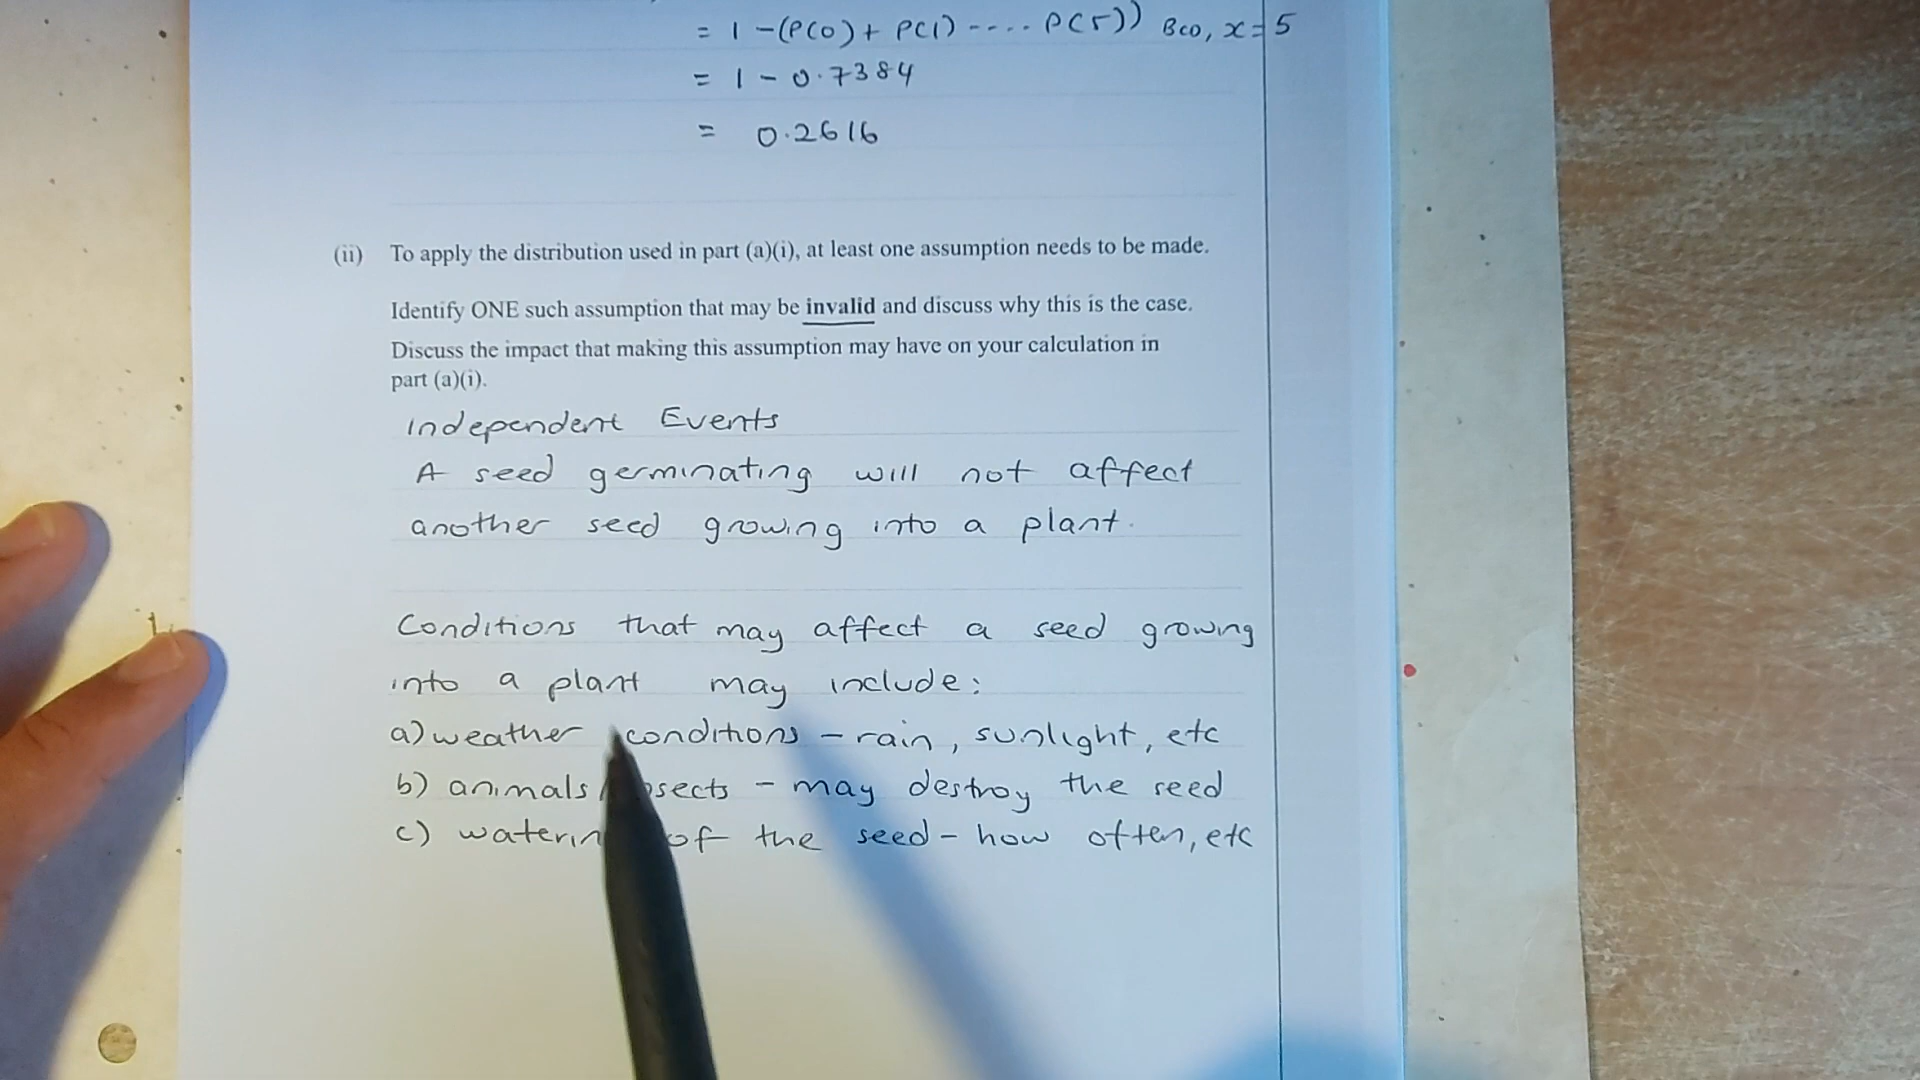 = 1 - (P(0) + P(1) ---- P(5)) BCD, x=5
= 1 - 0.7384
= 0.2616
(ii) To apply the distribution used in part (a)(i), at least one assumption needs to be made.
Identify ONE such assumption that may be invalid and discuss why this is the case.
Discuss the impact that making this assumption may have on your calculation in
part (a)(i).
Independent Events
A seed germinating will not affect
another seed growing into a plant.
Conditions that may affect a seed growing
into a plant may include:
a) weather conditions - rain, sunlight, etc
b) animals - may destroy the seed
c) of the seed - how often, etc